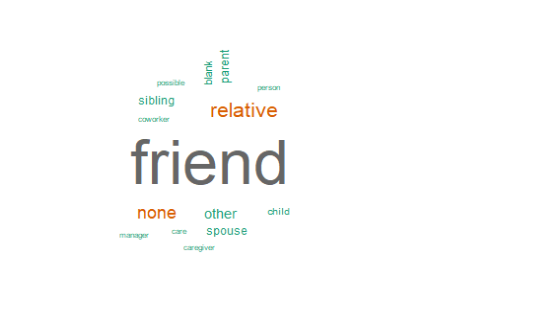 blank
parent
possible
person
sibling
relative
coworker
friend
none
other
child
spouse
care
manager
caregiver